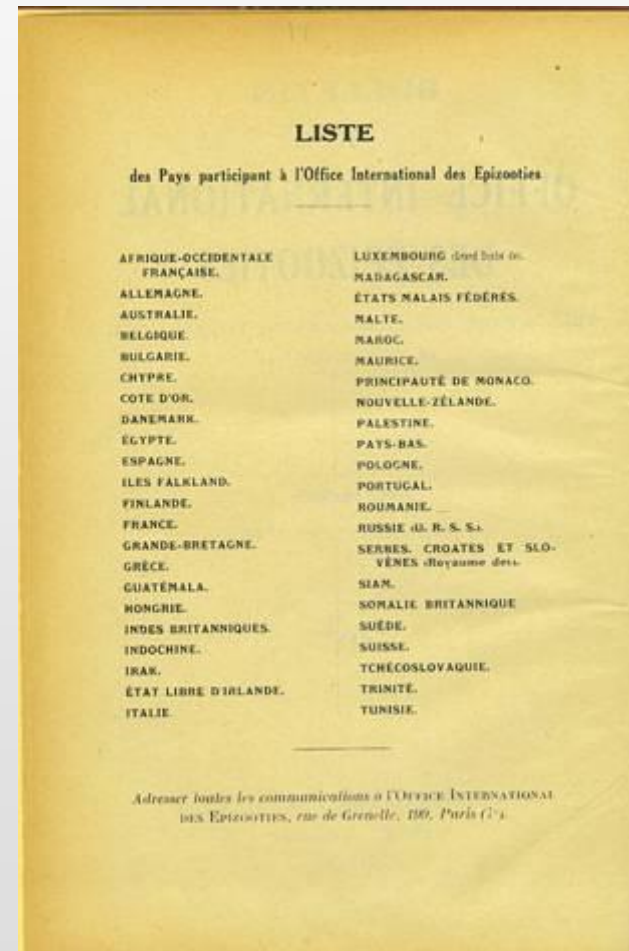 LISTE
des Pays participant à l'Office International des Epizooties
AFRIQUE-OCCIDENTALE
FRANÇAISE.
ALLEMAGNE.
AUSTRALIE.
BELGIQUE.
BULGARIE.
CHYPRE.
COTE D'OR.
DANEMARK.
ÉGYPTE.
ESPAGNE.
ILES FALKLAND.
FINLANDE.
FRANCE.
GRANDE-BRETAGNE.
GRÈCE.
GUATÉMALA.
HONGRIE.
INDES BRITANNIQUES.
INDOCHINE.
IRAK.
ÉTAT LIBRE D'IRLANDE.
ITALIE.
LUXEMBOURG
MADAGASCAR.
ÉTATS MALAIS FÉDÉRÉS.
MALTE.
MAROC.
MAURICE.
PRINCIPAUTÉ DE MONACO.
NOUVELLE-ZÉLANDE.
PALESTINE.
PAYS-BAS.
POLOGNE.
PORTUGAL.
ROUMANIE.
RUSSIE (U. R. S. S.).
SERBES, CROATES ET SLO-
VÈNES (Royaume des).
SIAM.
SOMALIE BRITANNIQUE
SUÈDE.
SUISSE.
TCHÉCOSLOVAQUIE.
TRINITÉ.
TUNISIE.
Adresser toutes les communications à l'OFFICE INTERNATIONAL
DES EPIZOOTIES, rue de Grenelle, 199, Paris